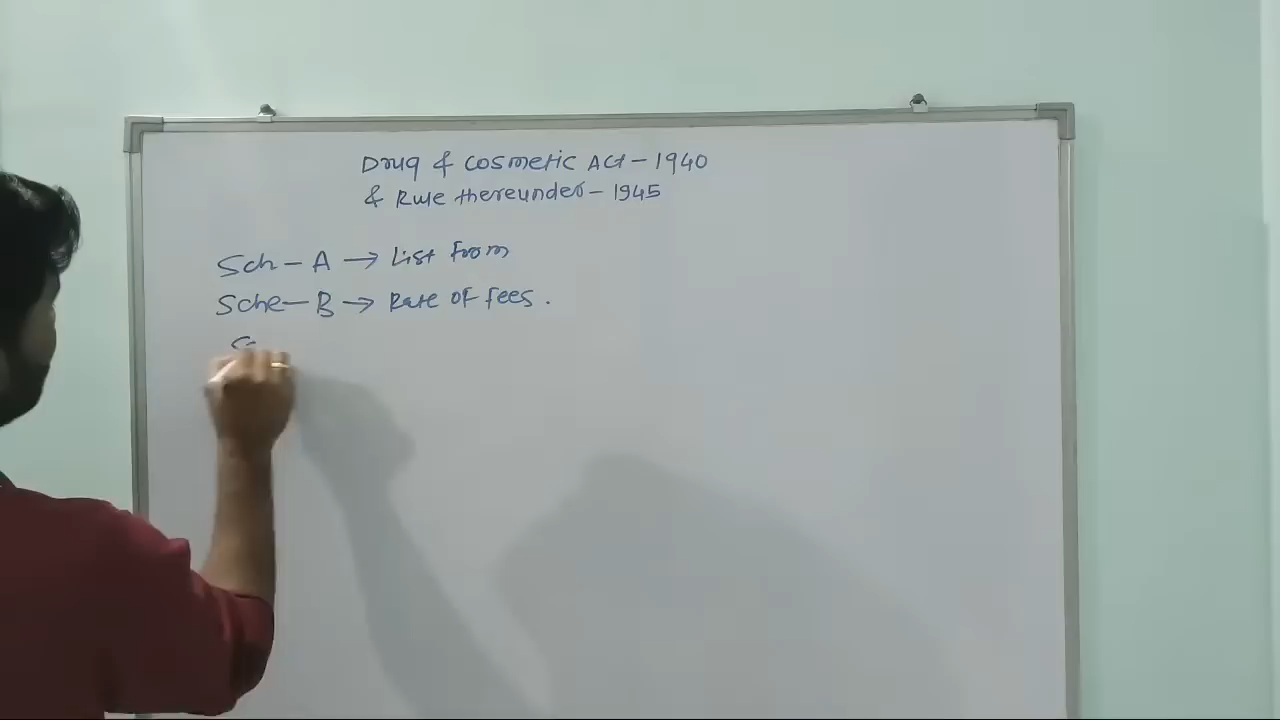 Drug & Cosmetic Act - 1940
& Rule thereunder - 1945
Sch - A → List From
Sche - B → Rate of fees .